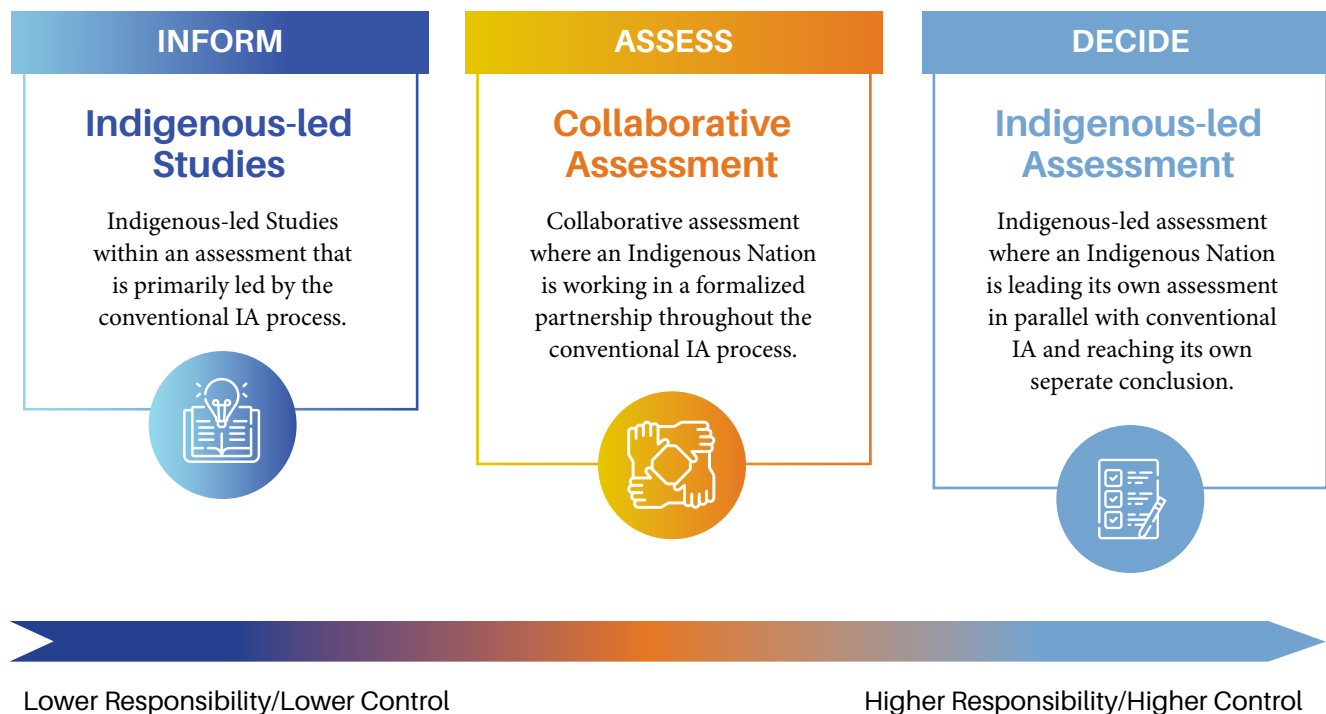 INFORM
Indigenous-led
Studies
Indigenous-led Studies
within an assessment that
is primarily led by the
conventional IA process.
ASSESS
Collaborative
Assessment
Collaborative assessment
where an Indigenous Nation
is working in a formalized
partnership throughout the
conventional IA process.
DECIDE
Indigenous-led
Assessment
Indigenous-led assessment
where an Indigenous Nation
is leading its own assessment
in parallel with conventional
IA and reaching its own
seperate conclusion.
Lower Responsibility/Lower Control
Higher Responsibility/Higher Control